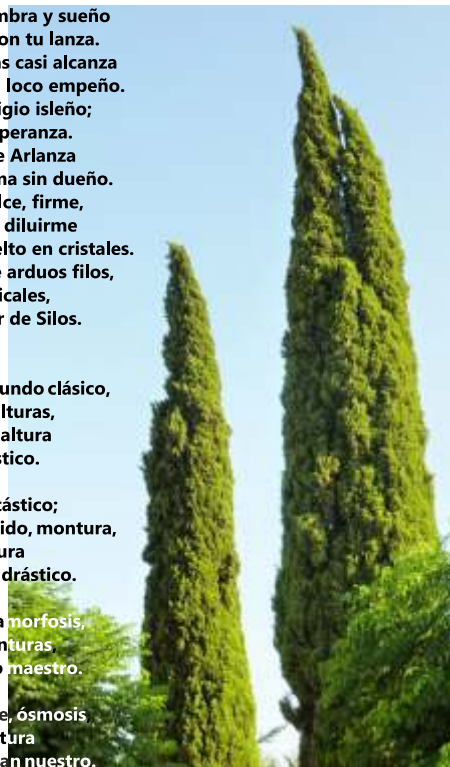 mbra y sueño
on tu lanza.
s casi alcanza
loco empeño.
igio isleño;
peranza.
e Arlanza
ma sin dueño.
lce, firme,
diluirme
elto en cristales.
e arduos filos,
icales,
r de Silos.
undo clásico,
lturas,
altura
stico.
tástico;
ido, montura,
ura
drástico.
a morfosis,
nturas,
o maestro.
e, ósmosis
tura
an nuestro.